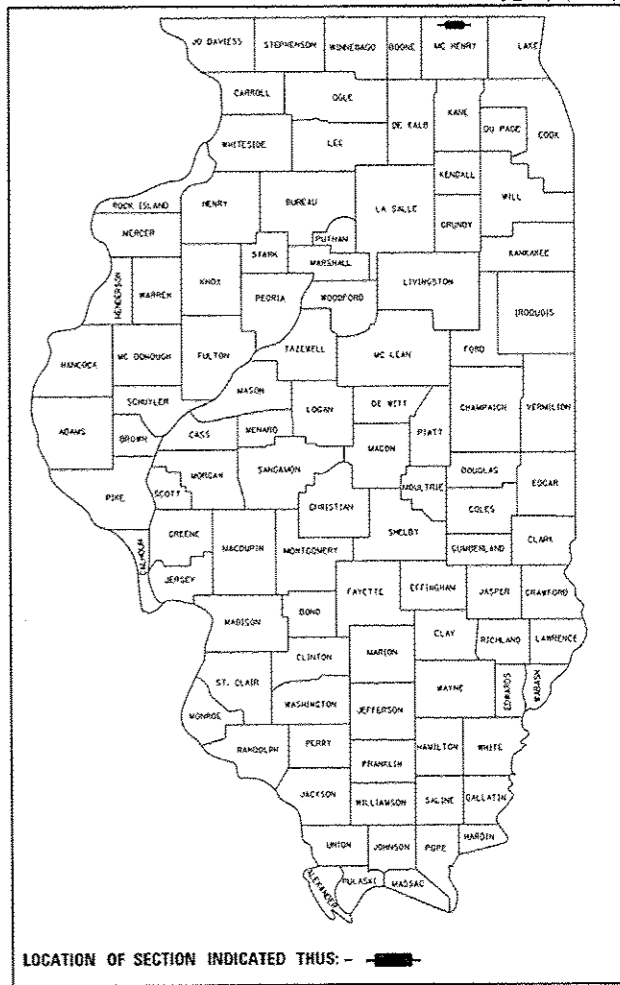 JO DAVIESS STEPHENSON WINNEBAGO BOONE MC HENRY LAKE
CARROLL OGLE DE KALB KANE DU PAGE COOK
WHITESIDE LEE KENDALL WILL
ROCK ISLAND HENRY BUREAU LA SALLE GRUNDY
MERCER PUTNAM KANKAKEE
STARK MARSHALL
HENDERSON WARREN KNOX PEORIA WOODFORD LIVINGSTON IROQUOIS
HANCOCK MC DONOUGH FULTON TAZEWELL MC LEAN FORD
SCHUYLER MASON LOGAN DE WITT CHAMPAIGN VERMILION
ADAMS BROWN CASS MENARD MACON PIATT
PIKE SCOTT MORGAN SANGAMON CHRISTIAN MOULTRIE DOUGLAS EDGAR
COLES
CALHOUN GREENE MACOUPIN MONTGOMERY SHELBY CUMBERLAND CLARK
JERSEY FAYETTE EFFINGHAM JASPER CRAWFORD
MADISON BOND CLAY RICHLAND LAWRENCE
CLINTON MARION
ST. CLAIR WASHINGTON WAYNE EDWARDS WABASH
MONROE JEFFERSON
RANDOLPH PERRY HAMILTON WHITE
FRANKLIN
JACKSON WILLIAMSON SALINE GALLATIN
UNION JOHNSON POPE HARDIN
ALEXANDER PULASKI MASSAC
LOCATION OF SECTION INDICATED THUS: -